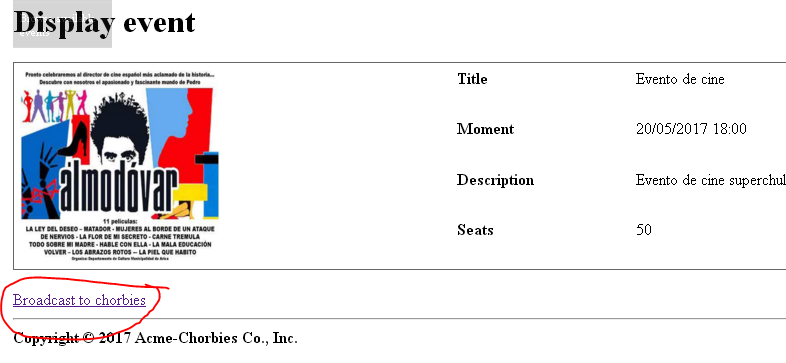 Display event
events
Pronto celebraremos al director de cine español más aclamado de la historia...
Descubre con nosotros el apasionado y fascinante mundo de Pedro
almodóvar
11 películas:
LA LEY DEL DESEO – MATADOR - MUJERES AL BORDE DE UN ATAQUE
DE NERVIOS - LA FLOR DE MI SECRETO - CARNE TREMULA
TODO SOBRE MI MADRE - HABLE CON ELLA - LA MALA EDUCACIÓN
VOLVER – LOS ABRAZOS ROTOS -- LA PIEL QUE HABITO
Organiza: Departamento de Cultura Municipalidad de Arica
Title Evento de cine
Moment 20/05/2017 18:00
Description Evento de cine superchul
Seats 50
Broadcast to chorbies
Copyright © 2017 Acme-Chorbies Co., Inc.